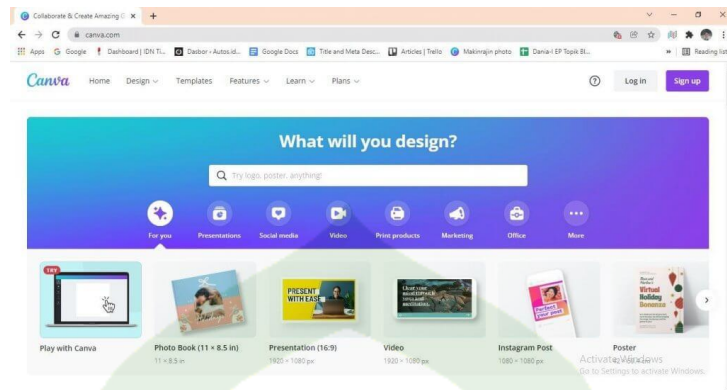 Collaborate & Create Amazing G
canva.com
Apps Google Dashboard | IDN Ti... Dasbor ‹ Autos.id... Google Docs Title and Meta Desc... Articles | Trello Makinrajin photo Dania-I EP Topik Bl... » Reading list
Canva Home Design Templates Features Learn Plans ? Log in Sign up
What will you design?
Try logo, poster, anything!
For you Presentations Social media Video Print products Marketing Office More
TRY
PRESENT
WITH EASE
Virtual
Holiday
Bonanza
Play with Canva Photo Book (11 × 8.5 in) Presentation (16:9) Video Instagram Post Poster
11 × 8.5 in 1920 × 1080 px 1920 × 1080 px 1080 × 1080 px
Activate Windows
Go to Settings to activate Windows.